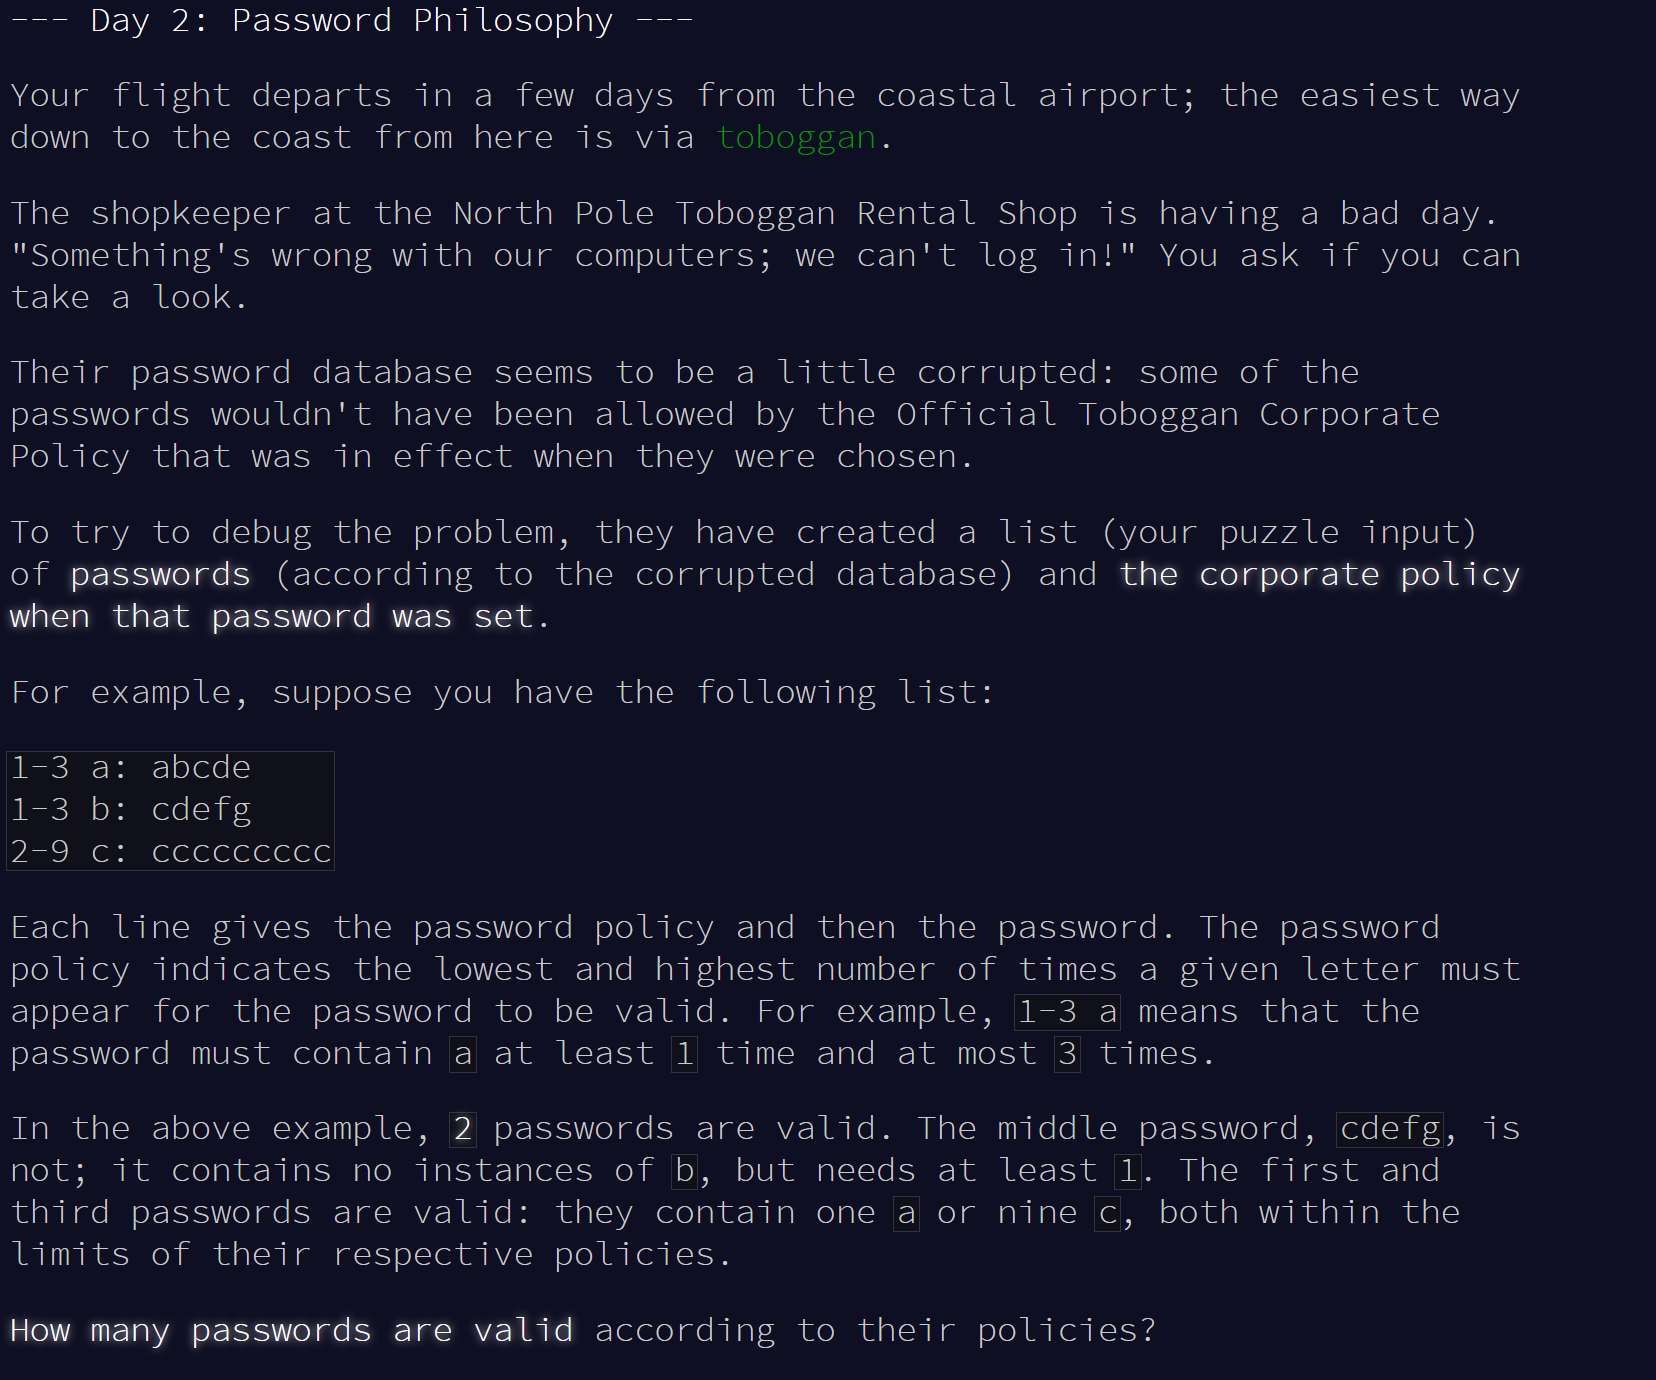 --- Day 2: Password Philosophy ---
Your flight departs in a few days from the coastal airport; the easiest way
down to the coast from here is via toboggan.
The shopkeeper at the North Pole Toboggan Rental Shop is having a bad day.
"Something's wrong with our computers; we can't log in!" You ask if you can
take a look.
Their password database seems to be a little corrupted: some of the
passwords wouldn't have been allowed by the Official Toboggan Corporate
Policy that was in effect when they were chosen.
To try to debug the problem, they have created a list (your puzzle input)
of passwords (according to the corrupted database) and the corporate policy
when that password was set.
For example, suppose you have the following list:
1-3 a: abcde
1-3 b: cdefg
2-9 c: ccccccccc
Each line gives the password policy and then the password. The password
policy indicates the lowest and highest number of times a given letter must
appear for the password to be valid. For example, 1-3 a means that the
password must contain a at least 1 time and at most 3 times.
In the above example, 2 passwords are valid. The middle password, cdefg, is
not; it contains no instances of b, but needs at least 1. The first and
third passwords are valid: they contain one a or nine c, both within the
limits of their respective policies.
How many passwords are valid according to their policies?